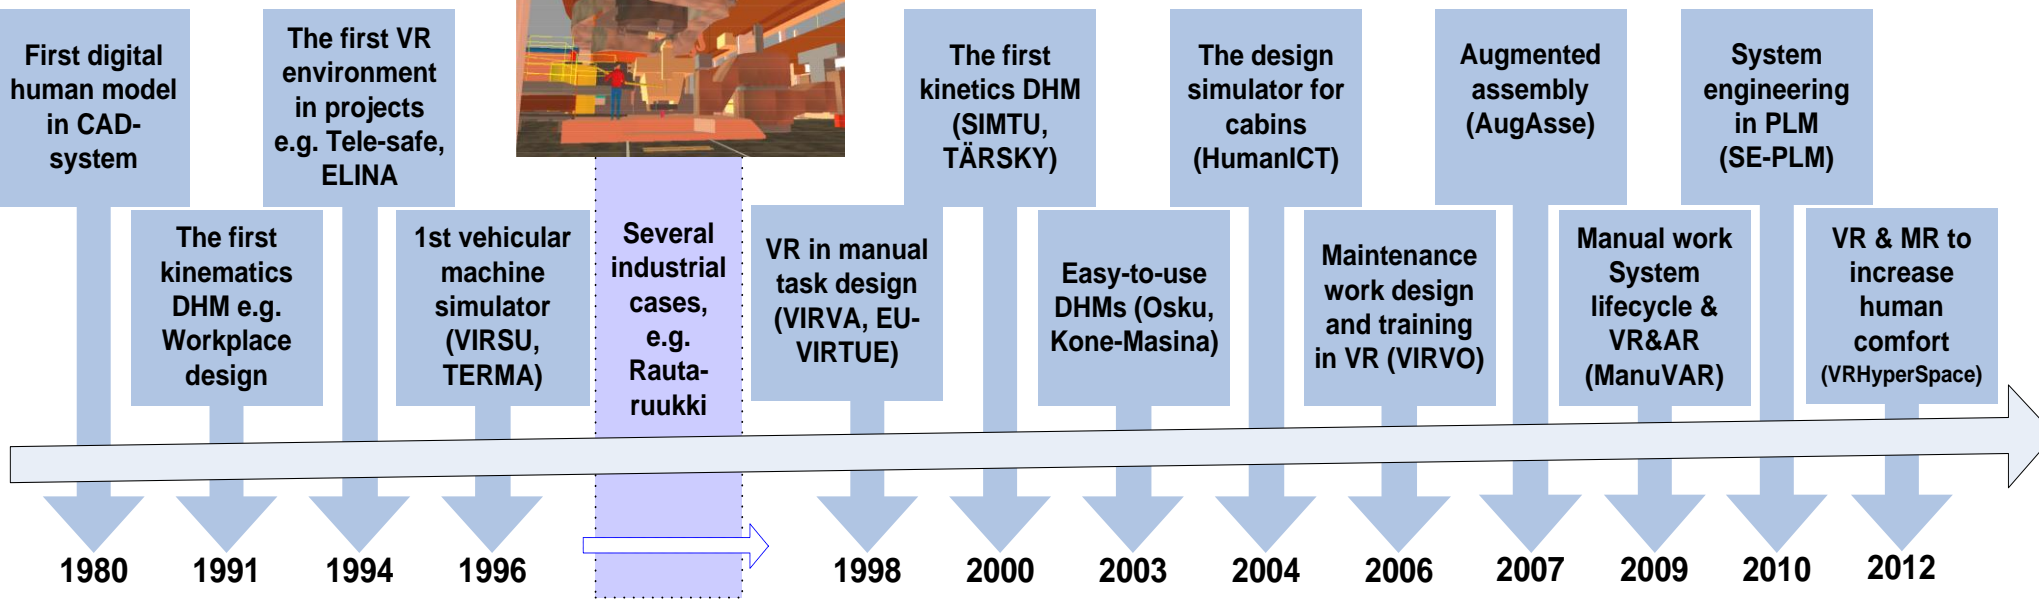 First digital
human model
in CAD-
system
The first
kinematics
DHM e.g.
Workplace
design
The first VR
environment
in projects
e.g. Tele-safe,
ELINA
1st vehicular
machine
simulator
(VIRSU,
TERMA)
Several
industrial
cases,
e.g.
Rauta-
ruukki
VR in manual
task design
(VIRVA, EU-
VIRTUE)
The first
kinetics DHM
(SIMTU,
TÄRSKY)
Easy-to-use
DHMs (Osku,
Kone-Masina)
The design
simulator for
cabins
(HumanICT)
Maintenance
work design
and training
in VR (VIRVO)
Augmented
assembly
(AugAsse)
Manual work
System
lifecycle &
VR&AR
(ManuVAR)
System
engineering
in PLM
(SE-PLM)
VR & MR to
increase
human
comfort
(VRHyperSpace)
1980
1991
1994
1996
1998
2000
2003
2004
2006
2007
2009
2010
2012